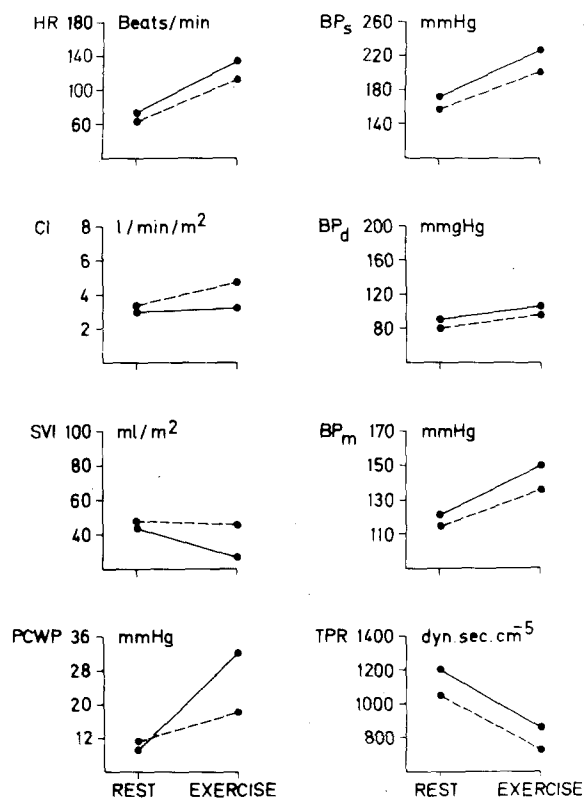 HR 180 Beats/min
140
100
60
BPs 260 mmHg
220
180
140
CI 8 l/min/m²
6
4
2
BPd 200 mmgHg
160
120
80
SVI 100 ml/m²
80
60
40
BPm 170 mmHg
150
130
110
PCWP 36 mmHg
28
20
12
REST EXERCISE
TPR 1400 dyn.sec.cm⁻⁵
1200
1000
800
REST EXERCISE